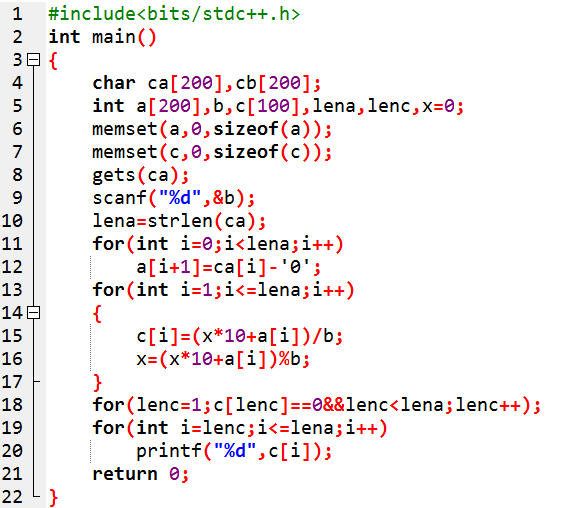 1 #include<bits/stdc++.h>
2 int main()
3 {
4 char ca[200],cb[200];
5 int a[200],b,c[100],lena,lenc,x=0;
6 memset(a,0,sizeof(a));
7 memset(c,0,sizeof(c));
8 gets(ca);
9 scanf("%d",&b);
10 lena=strlen(ca);
11 for(int i=0;i<lena;i++)
12 a[i+1]=ca[i]-'0';
13 for(int i=1;i<=lena;i++)
14 {
15 c[i]=(x*10+a[i])/b;
16 x=(x*10+a[i])%b;
17 }
18 for(lenc=1;c[lenc]==0&&lenc<lena;lenc++);
19 for(int i=lenc;i<=lena;i++)
20 printf("%d",c[i]);
21 return 0;
22 }